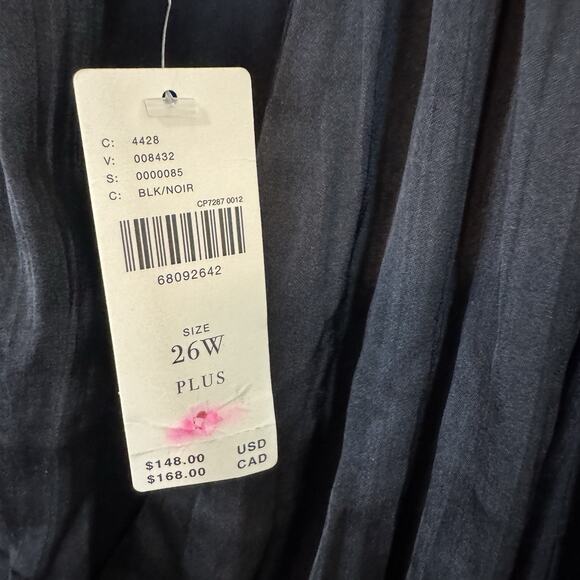 C: 4428
V: 008432
S: 0000085
C: BLK/NOIR
CP7287 0012
68092642
SIZE
26W
PLUS
$148.00 USD
$168.00 CAD